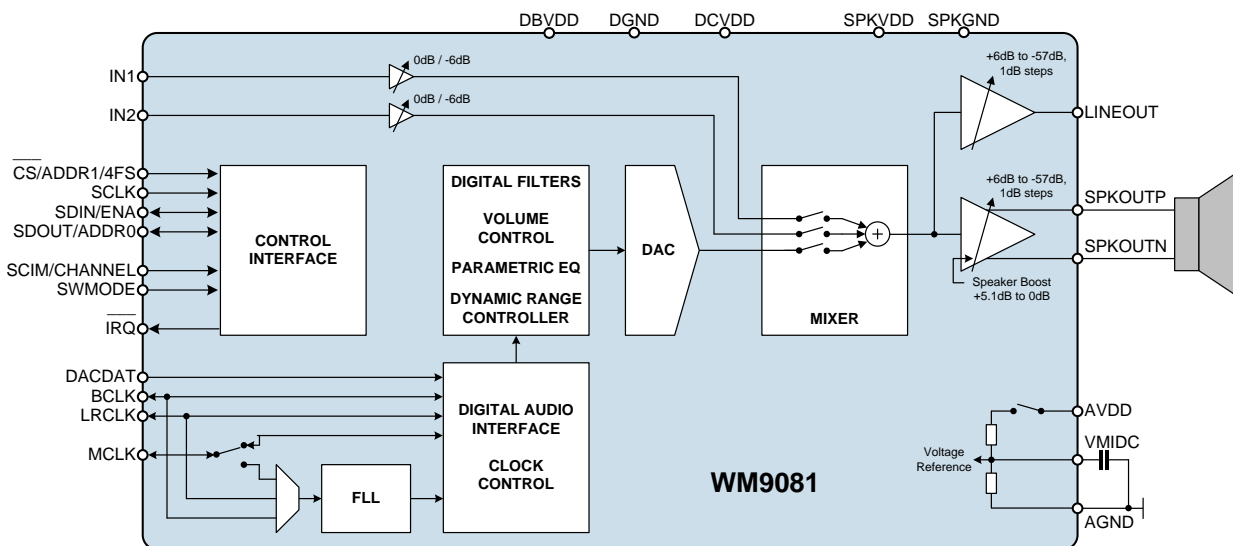 DBVDD
DGND
DCVDD
SPKVDD
SPKGND
IN1
0dB / -6dB
IN2
0dB / -6dB
+6dB to -57dB,
1dB steps
LINEOUT
CS/ADDR1/4FS
SCLK
SDIN/ENA
SDOUT/ADDR0
SCIM/CHANNEL
SWMODE
IRQ
CONTROL
INTERFACE
DIGITAL FILTERS
VOLUME
CONTROL
PARAMETRIC EQ
DYNAMIC RANGE
CONTROLLER
DAC
MIXER
+
+6dB to -57dB,
1dB steps
SPKOUTP
SPKOUTN
Speaker Boost
+5.1dB to 0dB
DACDAT
BCLK
LRCLK
MCLK
FLL
DIGITAL AUDIO
INTERFACE
CLOCK
CONTROL
WM9081
Voltage
Reference
AVDD
VMIDC
AGND